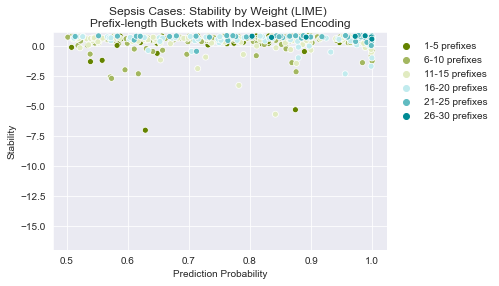 Sepsis Cases: Stability by Weight (LIME)
Prefix-length Buckets with Index-based Encoding
0.0
−2.5
−5.0
−7.5
−10.0
−12.5
−15.0
Stability
0.5 0.6 0.7 0.8 0.9 1.0
Prediction Probability
1-5 prefixes
6-10 prefixes
11-15 prefixes
16-20 prefixes
21-25 prefixes
26-30 prefixes